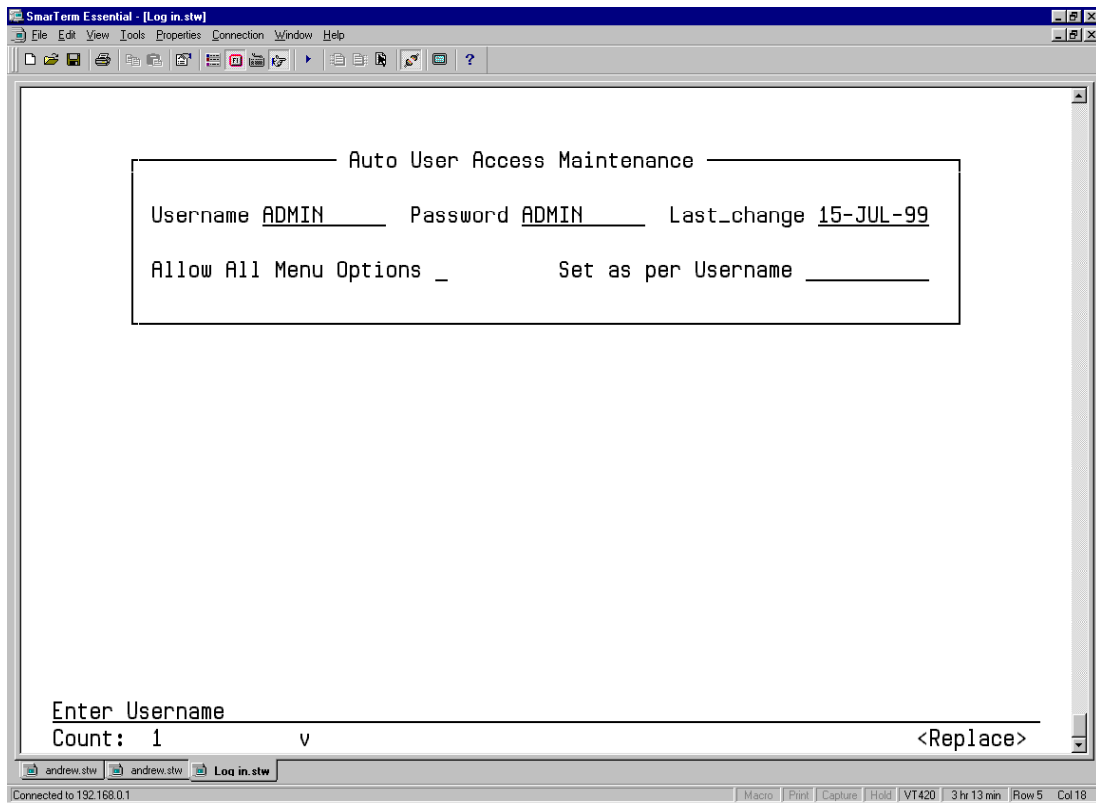 SmarTerm Essential - [Log in.stw]
File Edit View Tools Properties Connection Window Help
Auto User Access Maintenance
Username ADMIN Password ADMIN Last_change 15-JUL-99
Allow All Menu Options _ Set as per Username
Enter Username
Count: 1 v <Replace>
andrew.stw andrew.stw Log in.stw
Connected to 192.168.0.1 Macro Print Capture Hold VT420 3 hr 13 min Row 5 Col 18